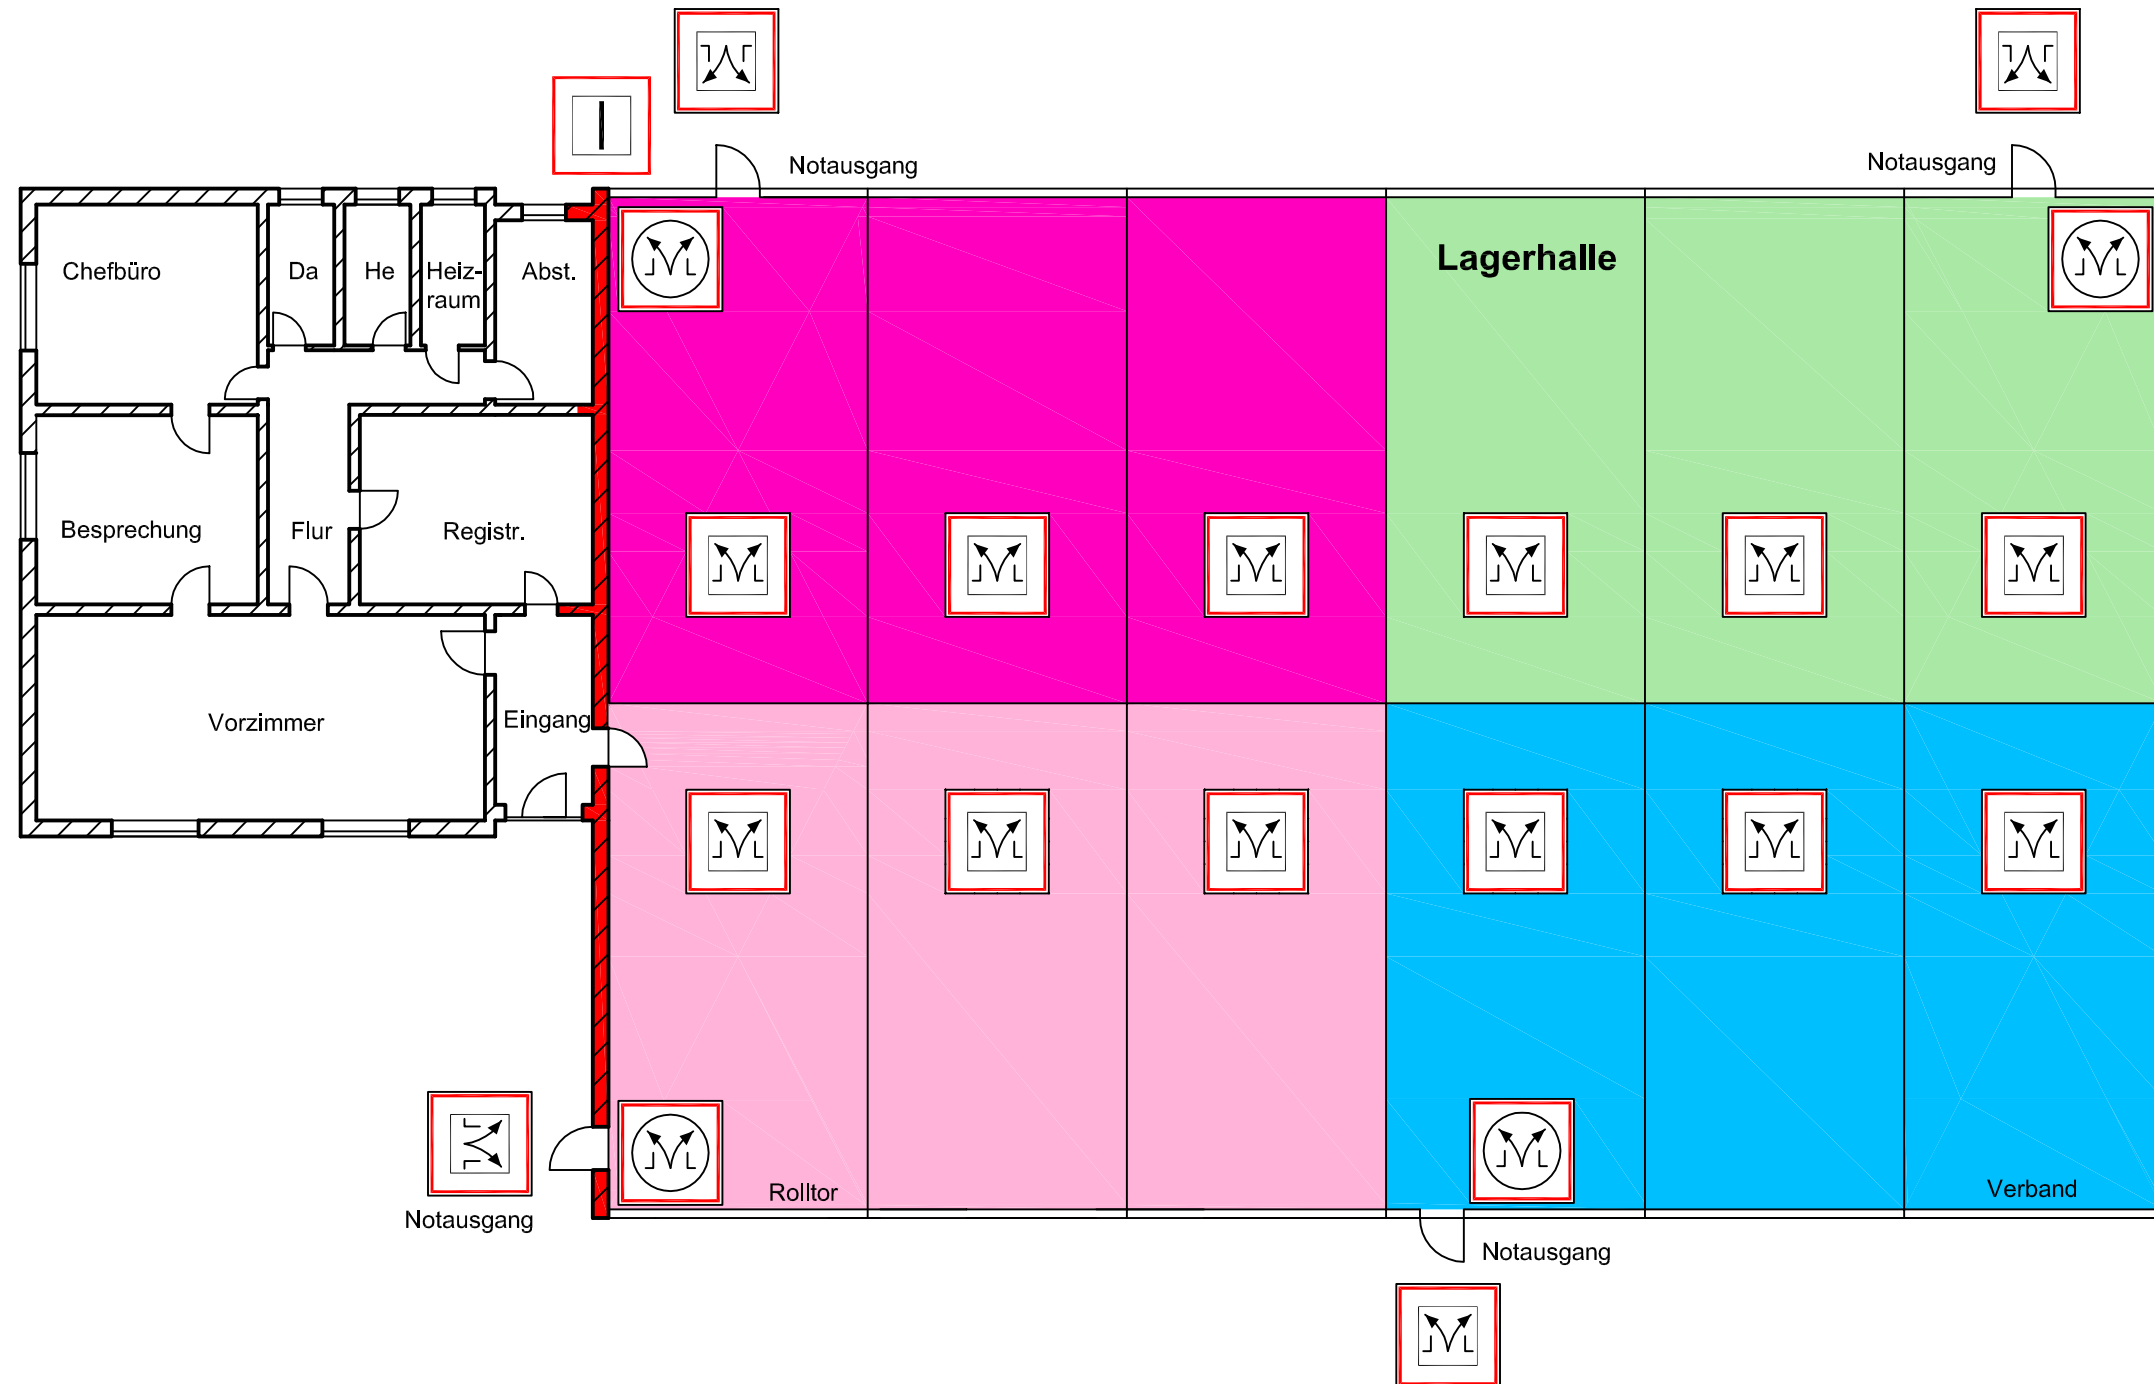 Notausgang
Notausgang
Lagerhalle
Chefbüro
Da
He
Heiz-
raum
Abst.
Besprechung
Flur
Registr.
Vorzimmer
Eingang
Rolltor
Verband
Notausgang
Notausgang